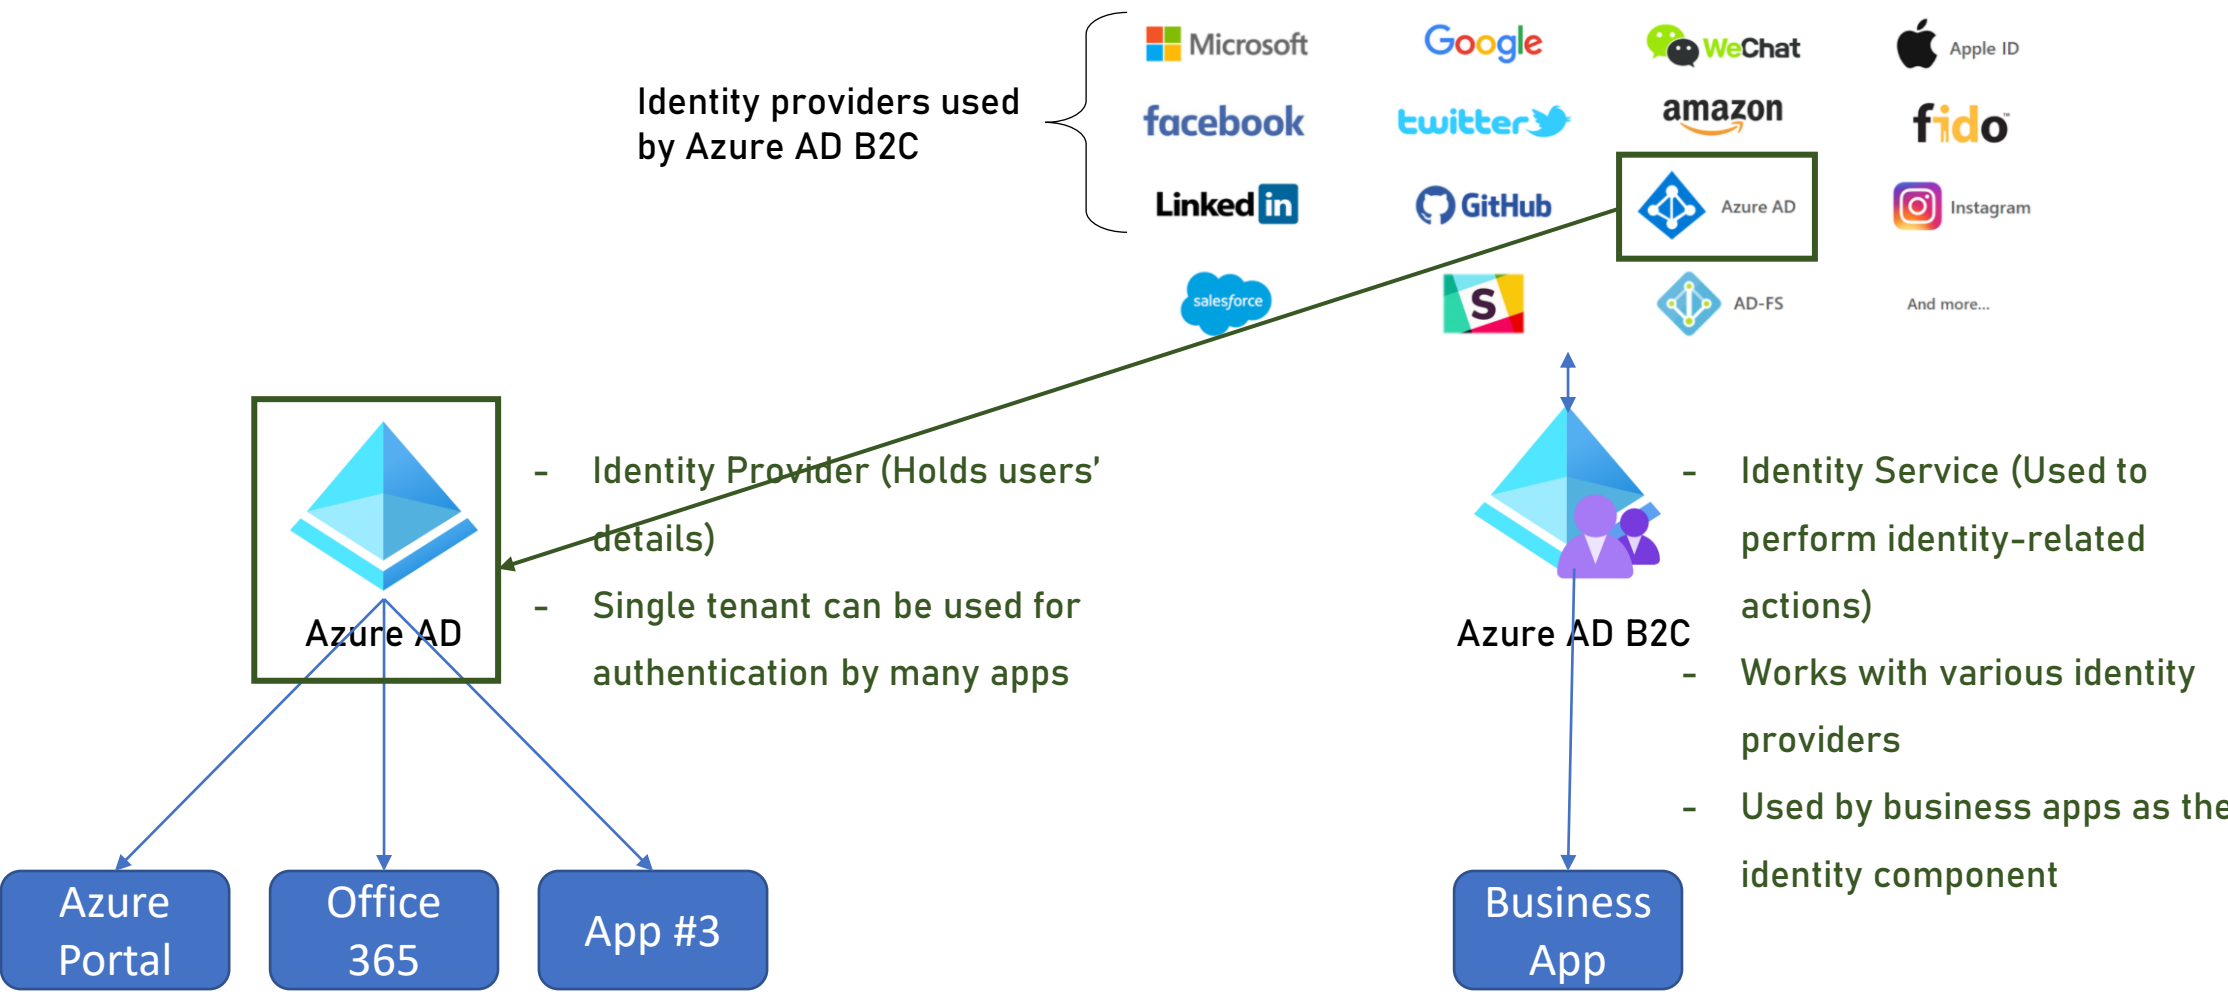 Microsoft
Google
WeChat
Apple ID
Identity providers used
by Azure AD B2C
facebook
twitter
amazon
fido™
Linked in
GitHub
Azure AD
Instagram
salesforce
S
AD-FS
And more...
- Identity Provider (Holds users’
details)
- Single tenant can be used for
authentication by many apps
Azure AD
- Identity Service (Used to
perform identity-related
actions)
- Works with various identity
providers
- Used by business apps as the
identity component
Azure AD B2C
Azure
Portal
Office
365
App #3
Business
App